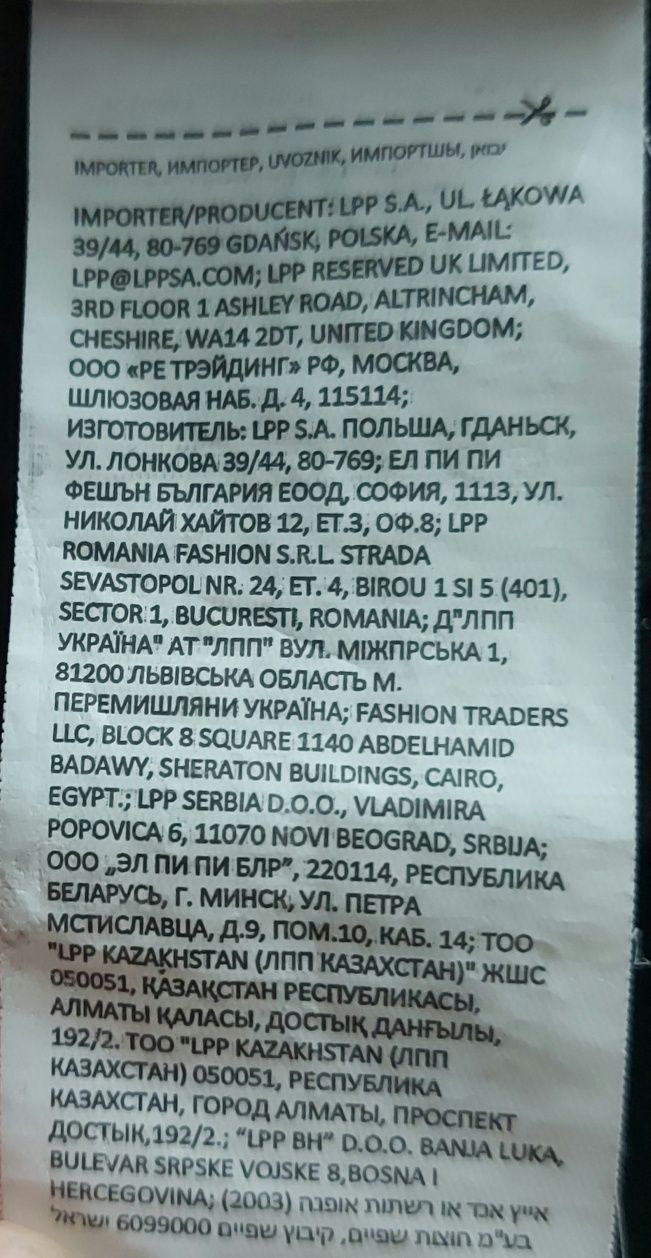 IMPORTER, ИМПОРТЕР, UVOZNIK, ИМПОРТШЫ, יבואן
IMPORTER/PRODUCENT: LPP S.A., UL. ŁĄKOWA
39/44, 80-769 GDAŃSK, POLSKA, E-MAIL:
LPP@LPPSA.COM; LPP RESERVED UK LIMITED,
3RD FLOOR 1 ASHLEY ROAD, ALTRINCHAM,
CHESHIRE, WA14 2DT, UNITED KINGDOM;
ООО «РЕ ТРЭЙДИНГ» РФ, МОСКВА,
ШЛЮЗОВАЯ НАБ. Д. 4, 115114;
ИЗГОТОВИТЕЛЬ: LPP S.A. ПОЛЬША, ГДАНЬСК,
УЛ. ЛОНКОВА 39/44, 80-769; ЕЛ ПИ ПИ
ФЕШЪН БЪЛГАРИЯ ЕООД, СОФИЯ, 1113, УЛ.
НИКОЛАЙ ХАЙТОВ 12, ЕТ.3, ОФ.8; LPP
ROMANIA FASHION S.R.L. STRADA
SEVASTOPOL NR. 24, ET. 4, BIROU 1 SI 5 (401),
SECTOR 1, BUCURESTI, ROMANIA; Д"ЛПП
УКРАЇНА" АТ "ЛПП" ВУЛ. МІЖПРСЬКА 1,
81200 ЛЬВІВСЬКА ОБЛАСТЬ М.
ПЕРЕМИШЛЯНИ УКРАЇНА; FASHION TRADERS
LLC, BLOCK 8 SQUARE 1140 ABDELHAMID
BADAWY, SHERATON BUILDINGS, CAIRO,
EGYPT.; LPP SERBIA D.O.O., VLADIMIRA
POPOVICA 6, 11070 NOVI BEOGRAD, SRBIJA;
ООО „ЭЛ ПИ ПИ БЛР”, 220114, РЕСПУБЛИКА
БЕЛАРУСЬ, Г. МИНСК, УЛ. ПЕТРА
МСТИСЛАВЦА, Д.9, ПОМ.10, КАБ. 14; ТОО
"LPP KAZAKHSTAN (ЛПП КАЗАХСТАН)" ЖШС
050051, ҚАЗАҚСТАН РЕСПУБЛИКАСЫ,
АЛМАТЫ ҚАЛАСЫ, ДОСТЫҚ ДАНҒЫЛЫ,
192/2. ТОО "LPP KAZAKHSTAN (ЛПП
КАЗАХСТАН) 050051, РЕСПУБЛИКА
КАЗАХСТАН, ГОРОД АЛМАТЫ, ПРОСПЕКТ
ДОСТЫК,192/2.; “LPP BH“ D.O.O. BANJA LUKA,
BULEVAR SRPSKE VOJSKE 8,BOSNA I
HERCEGOVINA; (2003) אייץ אנד או רשתות אופנה
בע"מ חוצות שפיים, קיבוץ שפיים 6099000 ישראל